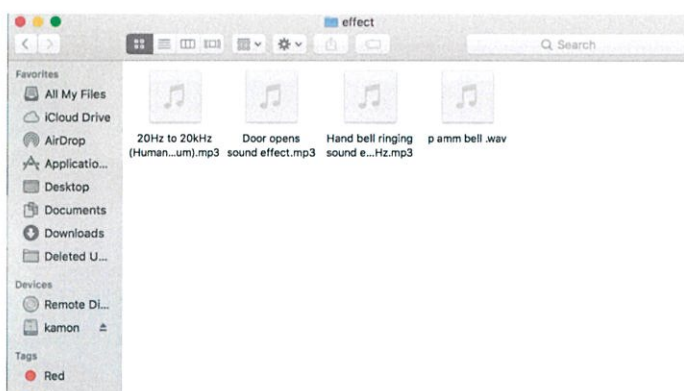 effect
Search
Favorites
All My Files
iCloud Drive
AirDrop
Applicatio...
Desktop
Documents
Downloads
Deleted U...
Devices
Remote Di...
kamon
Tags
Red
20Hz to 20kHz
(Human...um).mp3
Door opens
sound effect.mp3
Hand bell ringing
sound e...Hz.mp3
p amm bell .wav